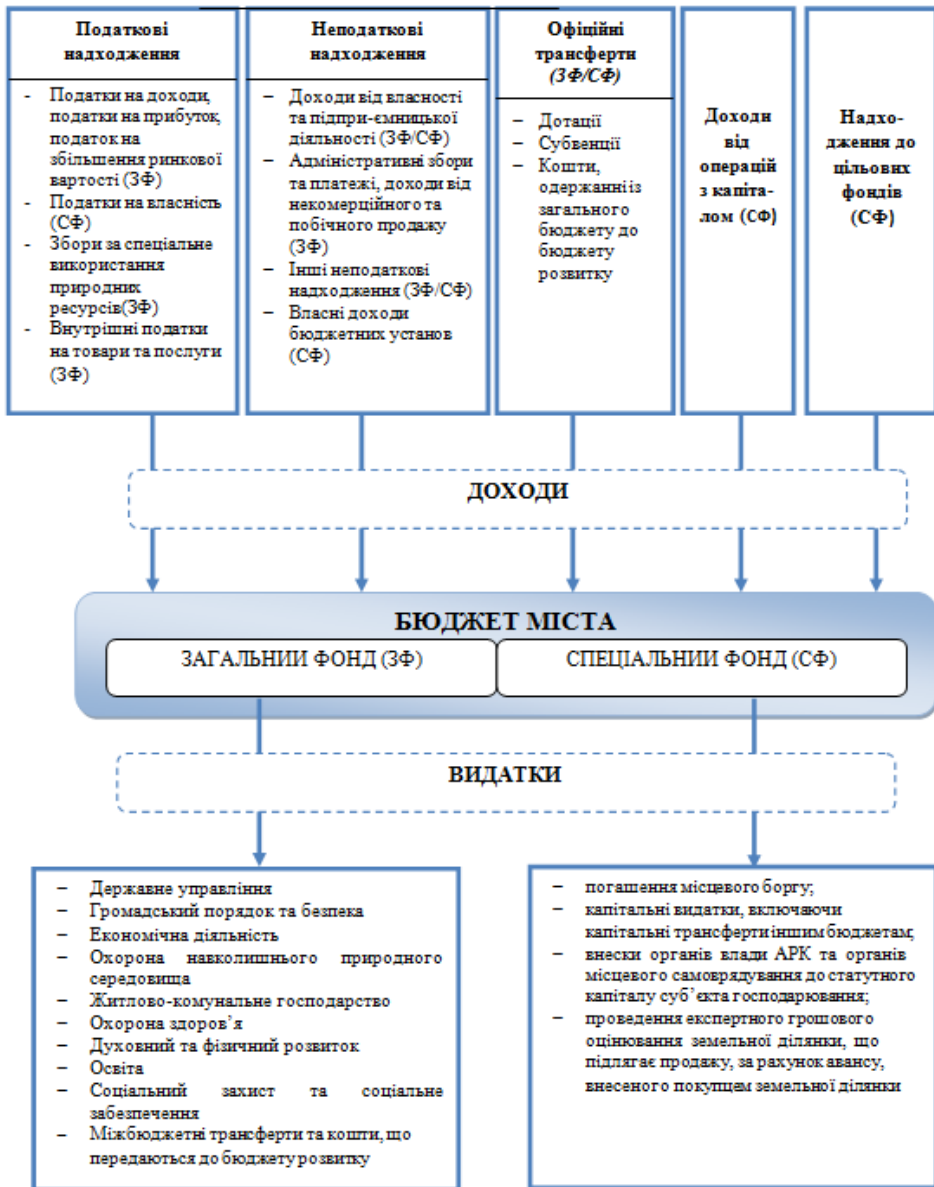 Податкові
надходження
- Податки на доходи,
податки на прибуток,
податок на
збільшення ринкової
вартості (ЗФ)
- Податки на власність
(СФ)
- Збори за спеціальне
використання
природних
ресурсів(ЗФ)
- Внутрішні податки
на товари та послуги
(ЗФ)
Неподаткові
надходження
– Доходи від власності
та підпри-ємницької
діяльності (ЗФ/СФ)
– Адміністративні збори
та платежі, доходи від
некомерційного та
побічного продажу
(ЗФ)
– Інші неподаткові
надходження (ЗФ/СФ)
– Власні доходи
бюджетних установ
(СФ)
Офіційні
трансферти
(ЗФ/СФ)
– Дотації
– Субвенції
– Кошти,
одержанні із
загального
бюджету до
бюджету
розвитку
Доходи
від
операцій
з капіта-
лом (СФ)
Надхо-
дження до
цільових
фондів
(СФ)
ДОХОДИ
БЮДЖЕТ МІСТА
ЗАГАЛЬНИЙ ФОНД (ЗФ)
СПЕЦІАЛЬНИЙ ФОНД (СФ)
ВИДАТКИ
– Державне управління
– Громадський порядок та безпека
– Економічна діяльність
– Охорона навколишнього природного
середовища
– Житлово-комунальне господарство
– Охорона здоров’я
– Духовний та фізичний розвиток
– Освіта
– Соціальний захист та соціальне
забезпечення
– Міжбюджетні трансферти та кошти, що
передаються до бюджету розвитку
– погашення місцевого боргу;
– капітальні видатки, включаючи
капітальні трансферти іншим бюджетам;
– внески органів влади АРК та органів
місцевого самоврядування до статутного
капіталу суб’єкта господарювання;
– проведення експертного грошового
оцінювання земельної ділянки, що
підлягає продажу, за рахунок авансу,
внесеного покупцем земельної ділянки